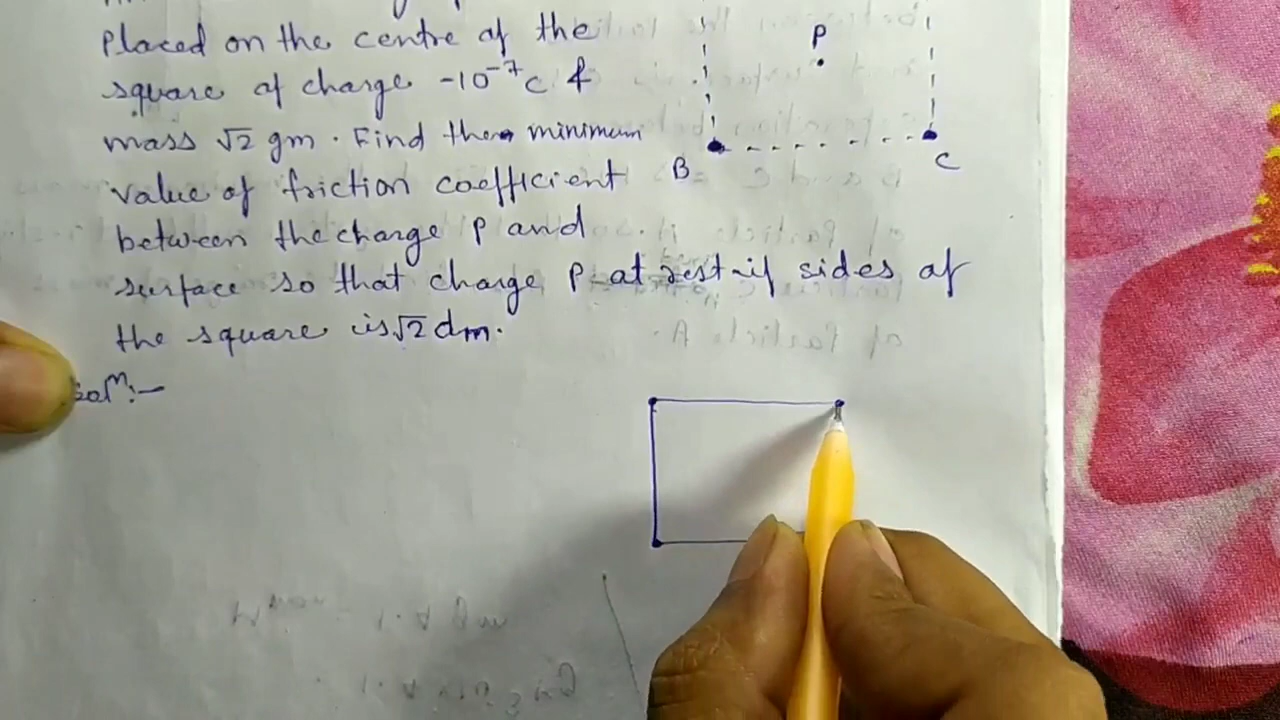 Placed on the centre of the
P
square of charge -10⁻⁷C &
mass √2 gm. Find the minimum
B
C
value of friction coefficient
between the charge P and
surface so that charge P at rest if sides of
the square is √2 dm.
Solⁿ:-